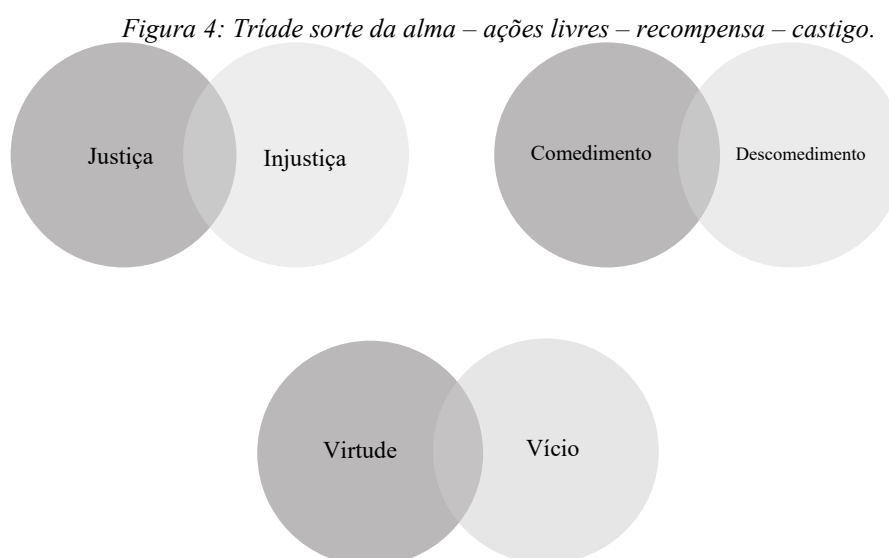 Figura 4: Tríade sorte da alma – ações livres – recompensa – castigo.
Justiça
Injustiça
Comedimento
Descomedimento
Virtude
Vício